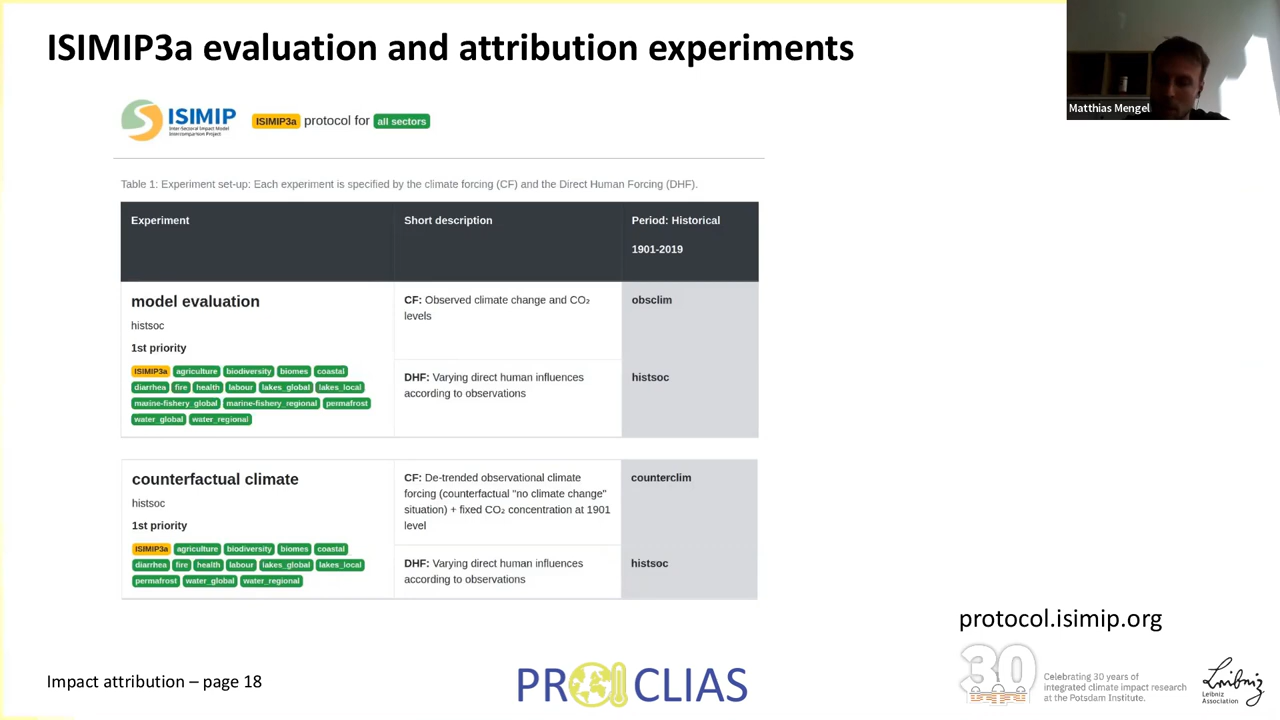 ISIMIP3a evaluation and attribution experiments
Matthias Mengel
ISIMIP
Inter-Sectoral Impact Model
Intercomparison Project
ISIMIP3a protocol for all sectors
Table 1: Experiment set-up: Each experiment is specified by the climate forcing (CF) and the Direct Human Forcing (DHF).
Experiment
Short description
Period: Historical
1901-2019
model evaluation
histsoc
1st priority
ISIMIP3a agriculture biodiversity biomes coastal
diarrhea fire health labour lakes_global lakes_local
marine-fishery_global marine-fishery_regional permafrost
water_global water_regional
CF: Observed climate change and CO₂
levels
obsclim
DHF: Varying direct human influences
according to observations
histsoc
counterfactual climate
histsoc
1st priority
ISIMIP3a agriculture biodiversity biomes coastal
diarrhea fire health labour lakes_global lakes_local
permafrost water_global water_regional
CF: De-trended observational climate
forcing (counterfactual "no climate change"
situation) + fixed CO₂ concentration at 1901
level
counterclim
DHF: Varying direct human influences
according to observations
histsoc
protocol.isimip.org
30
Celebrating 30 years of
integrated climate impact research
at the Potsdam Institute.
Leibniz
Leibniz
Association
Impact attribution – page 18
PROCLIAS